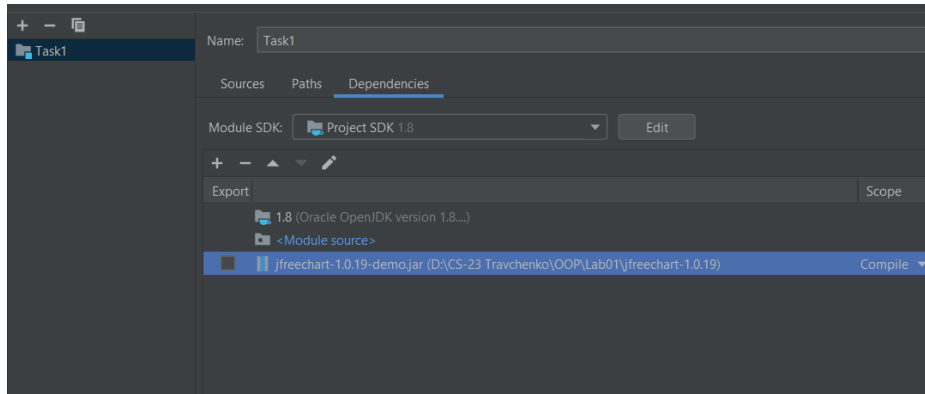 Task1
Name: Task1
Sources Paths Dependencies
Module SDK: Project SDK 1.8 Edit
Export Scope
1.8 (Oracle OpenJDK version 1.8....)
<Module source>
jfreechart-1.0.19-demo.jar (D:\CS-23 Travchenko\OOP\Lab01\jfreechart-1.0.19) Compile